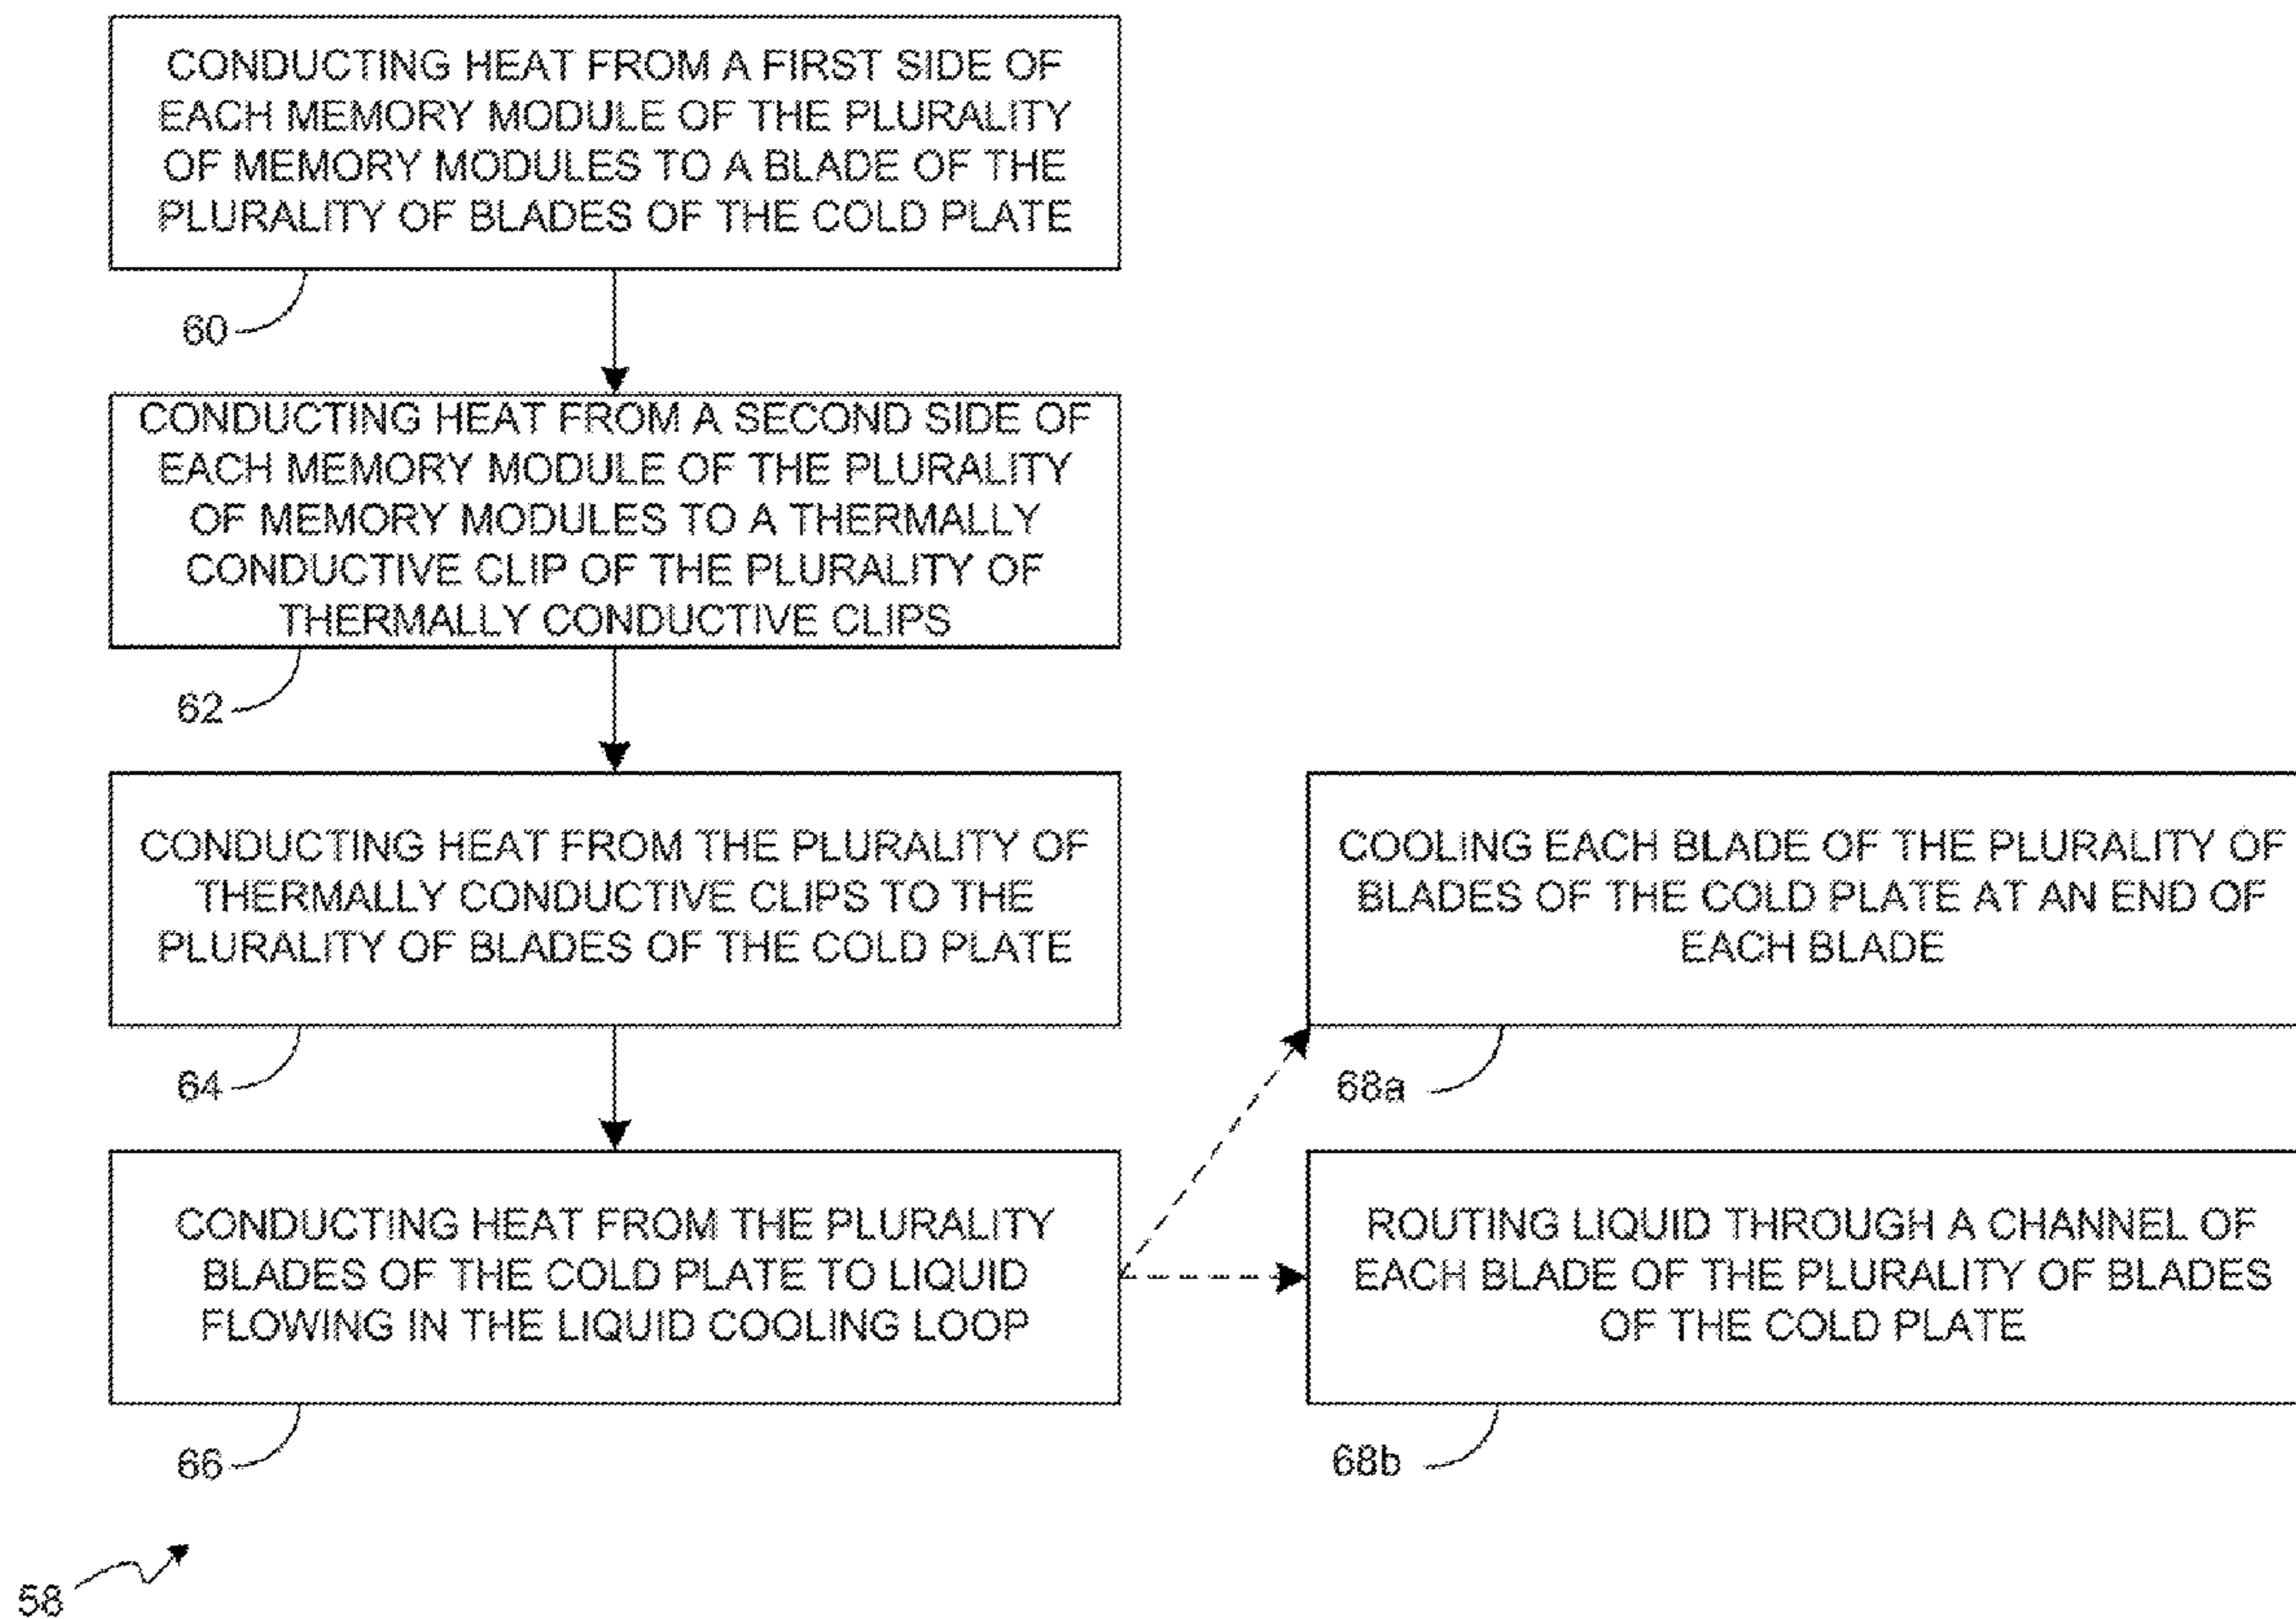 CONDUCTING HEAT FROM A FIRST SIDE OF
EACH MEMORY MODULE OF THE PLURALITY
OF MEMORY MODULES TO A BLADE OF THE
PLURALITY OF BLADES OF THE COLD PLATE
60
CONDUCTING HEAT FROM A SECOND SIDE OF
EACH MEMORY MODULE OF THE PLURALITY
OF MEMORY MODULES TO A THERMALLY
CONDUCTIVE CLIP OF THE PLURALITY OF
THERMALLY CONDUCTIVE CLIPS
62
CONDUCTING HEAT FROM THE PLURALITY OF
THERMALLY CONDUCTIVE CLIPS TO THE
PLURALITY OF BLADES OF THE COLD PLATE
64
COOLING EACH BLADE OF THE PLURALITY OF
BLADES OF THE COLD PLATE AT AN END OF
EACH BLADE
68a
CONDUCTING HEAT FROM THE PLURALITY
BLADES OF THE COLD PLATE TO LIQUID
FLOWING IN THE LIQUID COOLING LOOP
66
ROUTING LIQUID THROUGH A CHANNEL OF
EACH BLADE OF THE PLURALITY OF BLADES
OF THE COLD PLATE
68b
58